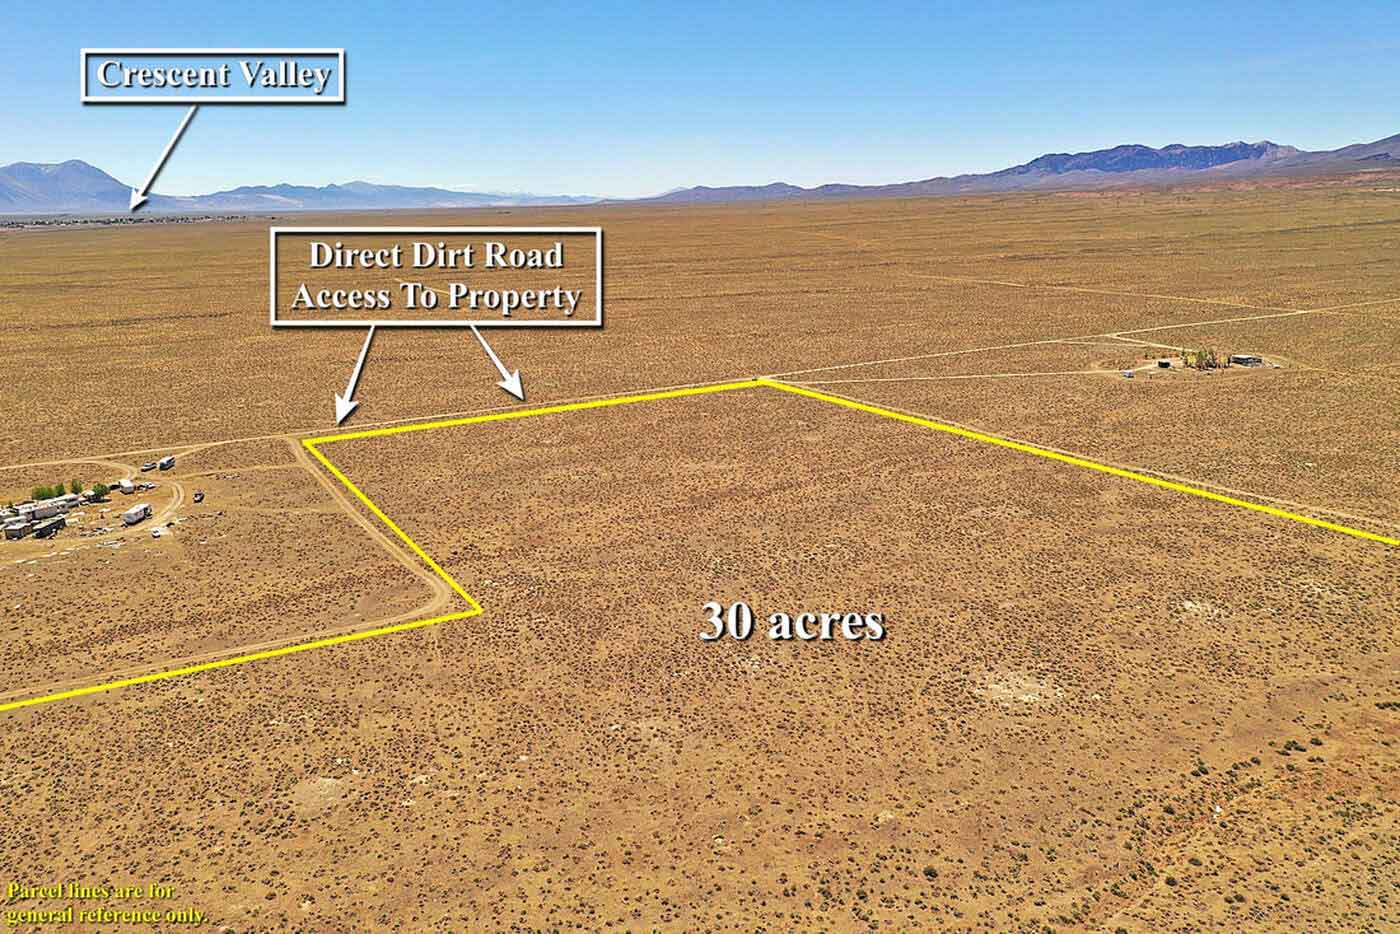 Crescent Valley
Direct Dirt Road
Access To Property
30 acres
Parcel lines are for
general reference only.